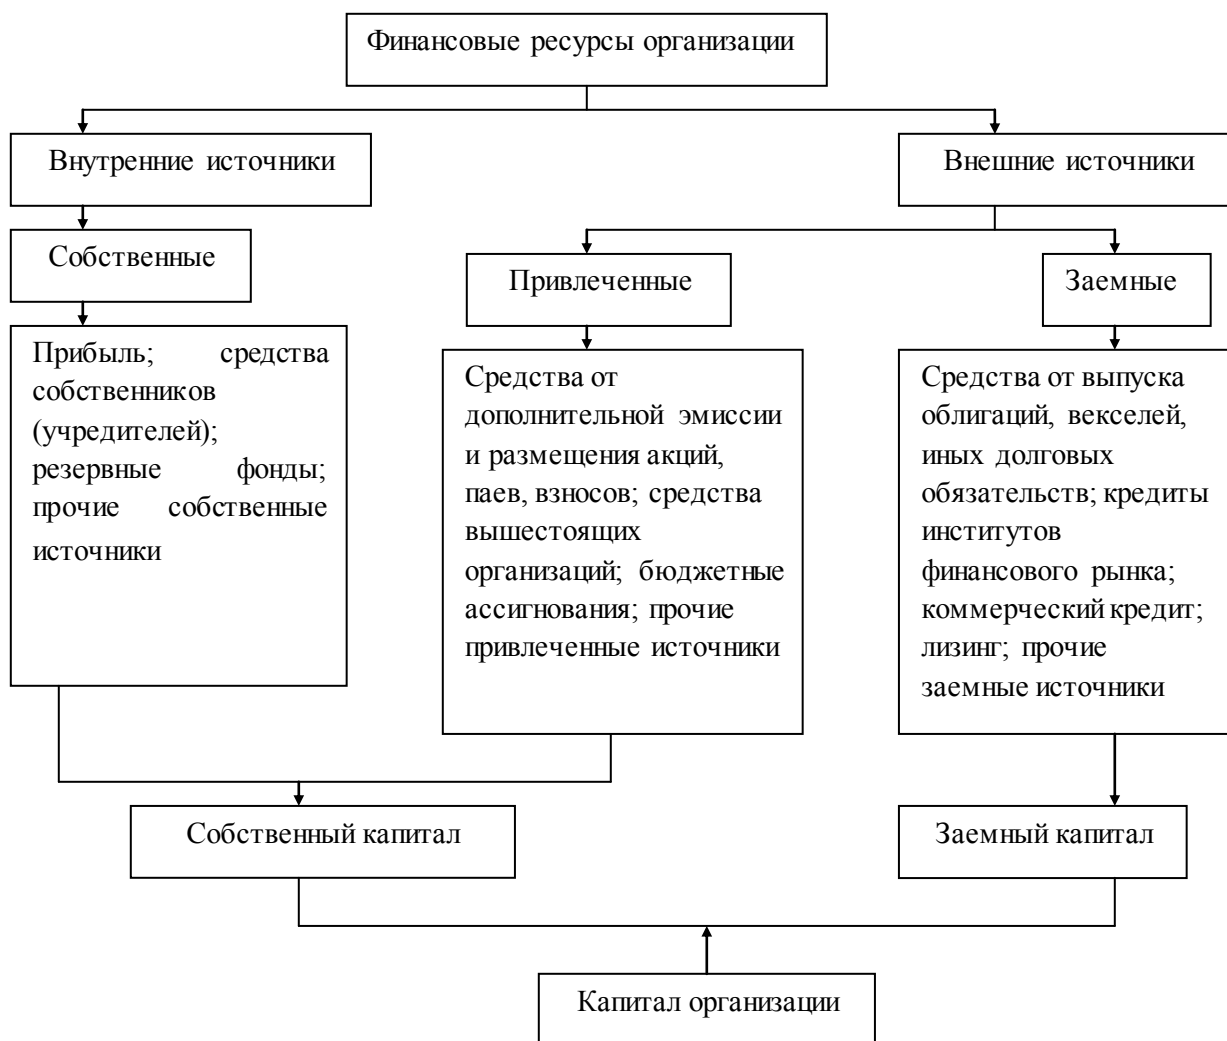 Финансовые ресурсы организации
Внутренние источники
Внешние источники
Собственные
Привлеченные
Заемные
Прибыль; средства
собственников
(учредителей);
резервные фонды;
прочие собственные
источники
Средства от
дополнительной эмиссии
и размещения акций,
паев, взносов; средства
вышестоящих
организаций; бюджетные
ассигнования; прочие
привлеченные источники
Средства от выпуска
облигаций, векселей,
иных долговых
обязательств; кредиты
институтов
финансового рынка;
коммерческий кредит;
лизинг; прочие
заемные источники
Собственный капитал
Заемный капитал
Капитал организации